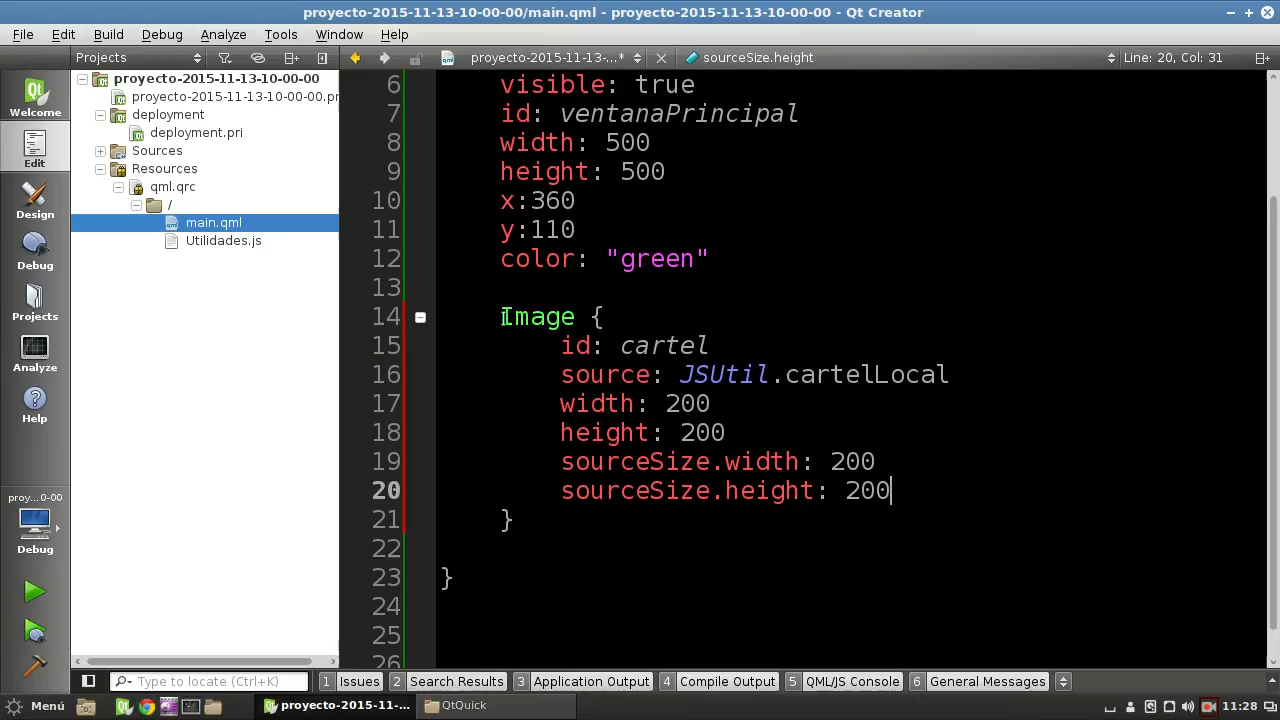 proyecto-2015-11-13-10-00-00/main.qml - proyecto-2015-11-13-10-00-00 - Qt Creator
File Edit Build Debug Analyze Tools Window Help
Projects proyecto-2015-11-13-...* sourceSize.height Line: 20, Col: 31
Welcome
Edit
Design
Debug
Projects
Analyze
Help
proy...0-00
Debug
proyecto-2015-11-13-10-00-00
proyecto-2015-11-13-10-00-00.pr
deployment
deployment.pri
Sources
Resources
qml.qrc
/
main.qml
Utilidades.js
6 visible: true
7 id: ventanaPrincipal
8 width: 500
9 height: 500
10 x:360
11 y:110
12 color: "green"
13
14 Image {
15 id: cartel
16 source: JSUtil.cartelLocal
17 width: 200
18 height: 200
19 sourceSize.width: 200
20 sourceSize.height: 200
21 }
22
23 }
24
25
26
Type to locate (Ctrl+K) 1 Issues 2 Search Results 3 Application Output 4 Compile Output 5 QML/JS Console 6 General Messages
Menú proyecto-2015-11-... QtQuick 11:28